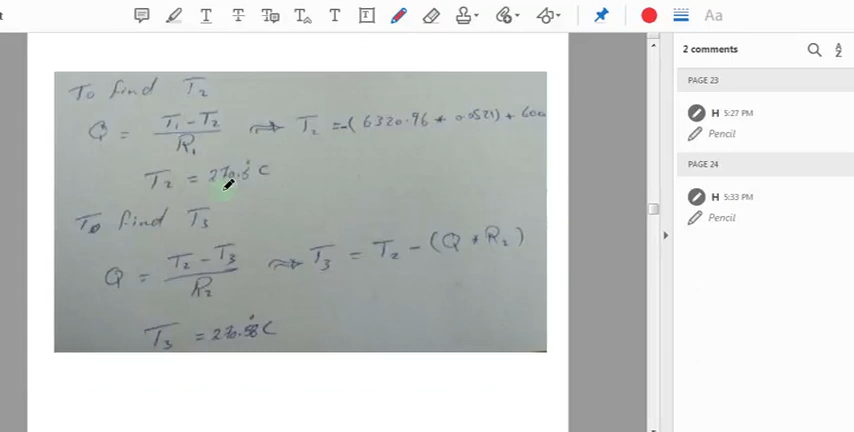 Aa
2 comments
PAGE 23
H 5:27 PM
Pencil
PAGE 24
H 5:33 PM
Pencil
To find T₂
Q = (T₁ - T₂) / R₁ ⇒ T₂ = -(6320.96 * 0.0521) + 600
T₂ = 270.5° C
To find T₃
Q = (T₂ - T₃) / R₂ ⇒ T₃ = T₂ - (Q * R₂)
T₃ = 270.58° C